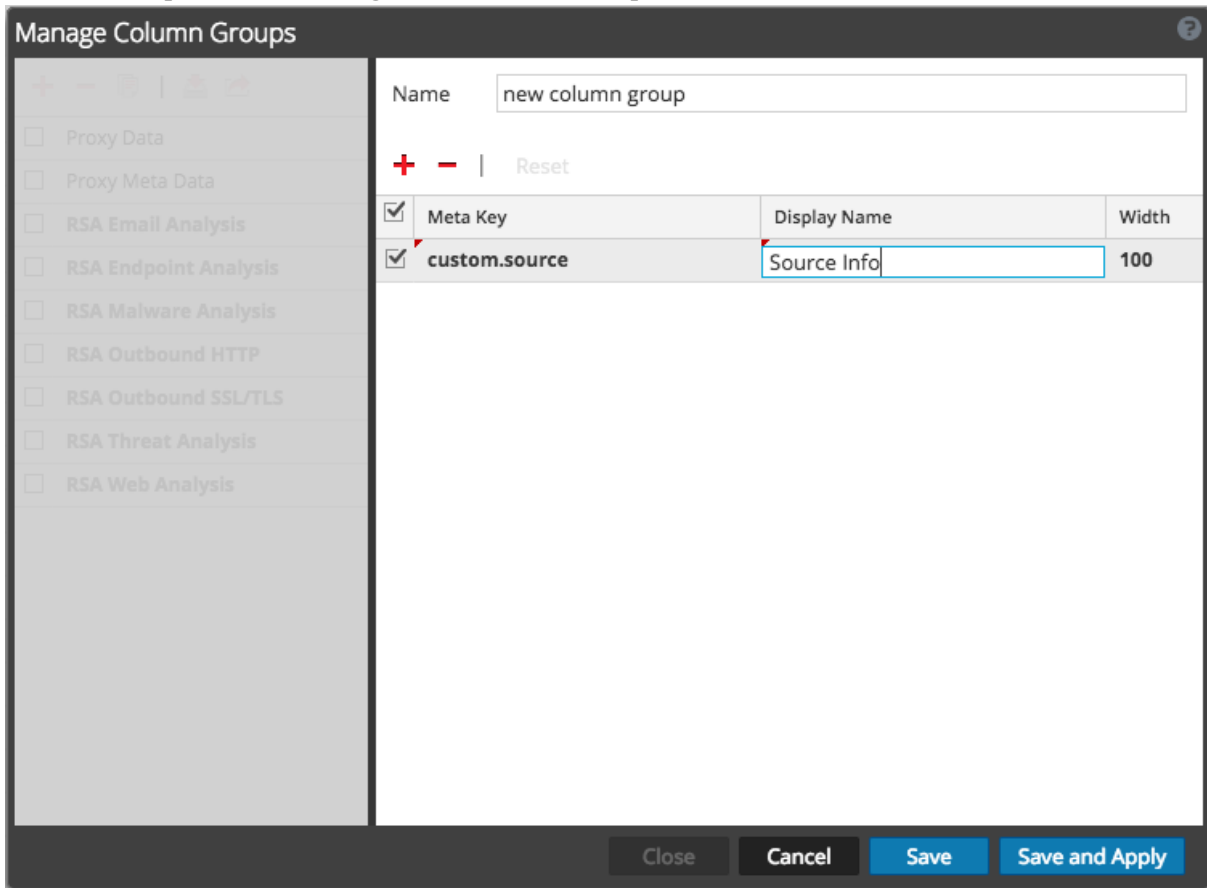 Manage Column Groups
Name new column group
Reset
Proxy Data
Proxy Meta Data
RSA Email Analysis
RSA Endpoint Analysis
RSA Malware Analysis
RSA Outbound HTTP
RSA Outbound SSL/TLS
RSA Threat Analysis
RSA Web Analysis
Meta Key Display Name Width
custom.source Source Info 100
Close Cancel Save Save and Apply